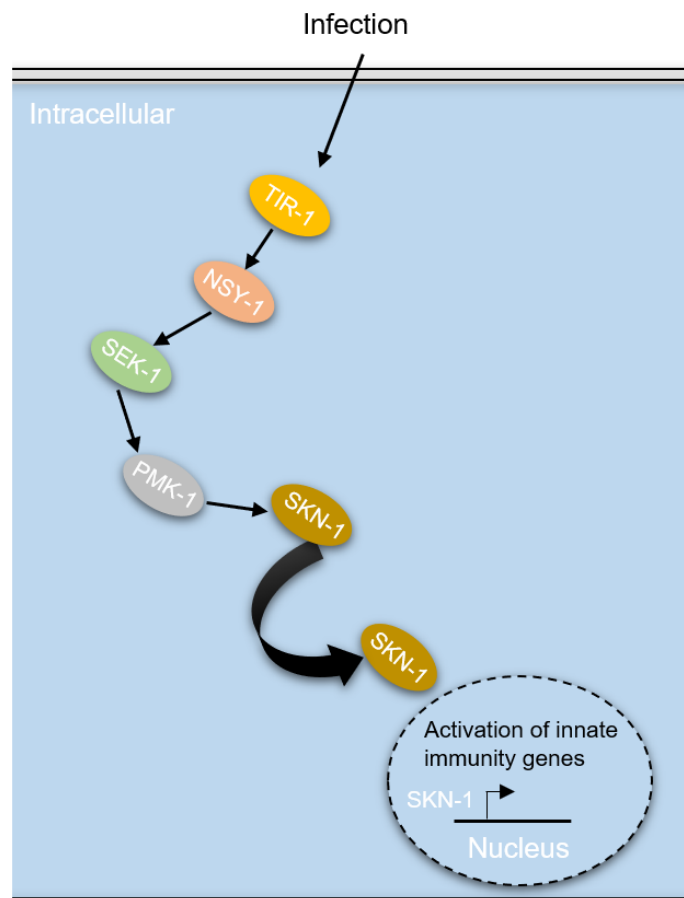 Infection
Intracellular
TIR-1
NSY-1
SEK-1
PMK-1
SKN-1
SKN-1
Activation of innate
immunity genes
SKN-1
Nucleus